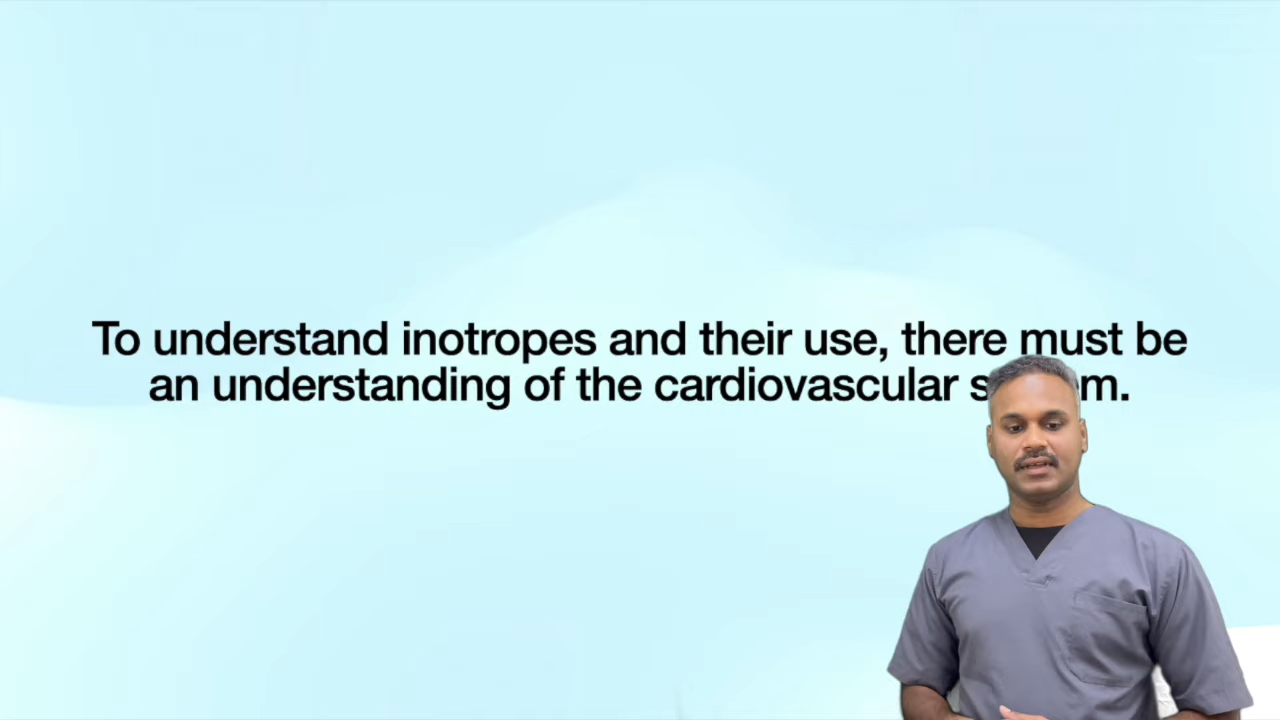 To understand inotropes and their use, there must be
an understanding of the cardiovascular